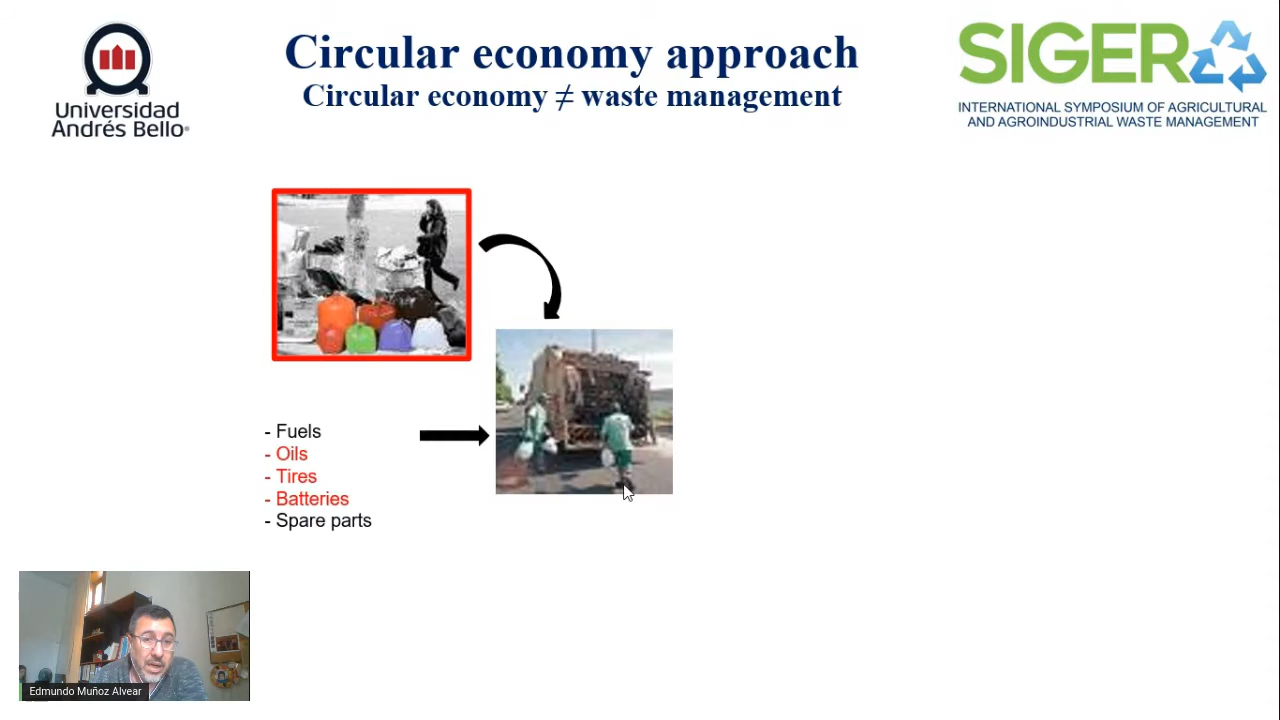 Circular economy approach
Circular economy ≠ waste management
Universidad
Andrés Bello®
SIGERA
INTERNATIONAL SYMPOSIUM OF AGRICULTURAL
AND AGROINDUSTRIAL WASTE MANAGEMENT
- Fuels
- Oils
- Tires
- Batteries
- Spare parts
Edmundo Muñoz Alvear